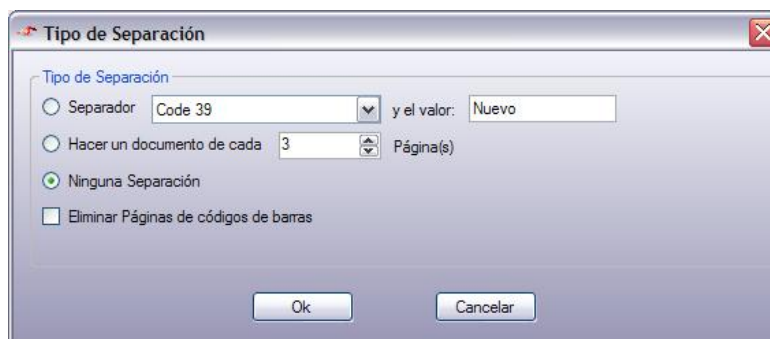 Tipo de Separación
Tipo de Separación
Separador Code 39 y el valor: Nuevo
Hacer un documento de cada 3 Página(s)
Ninguna Separación
Eliminar Páginas de códigos de barras
Ok Cancelar